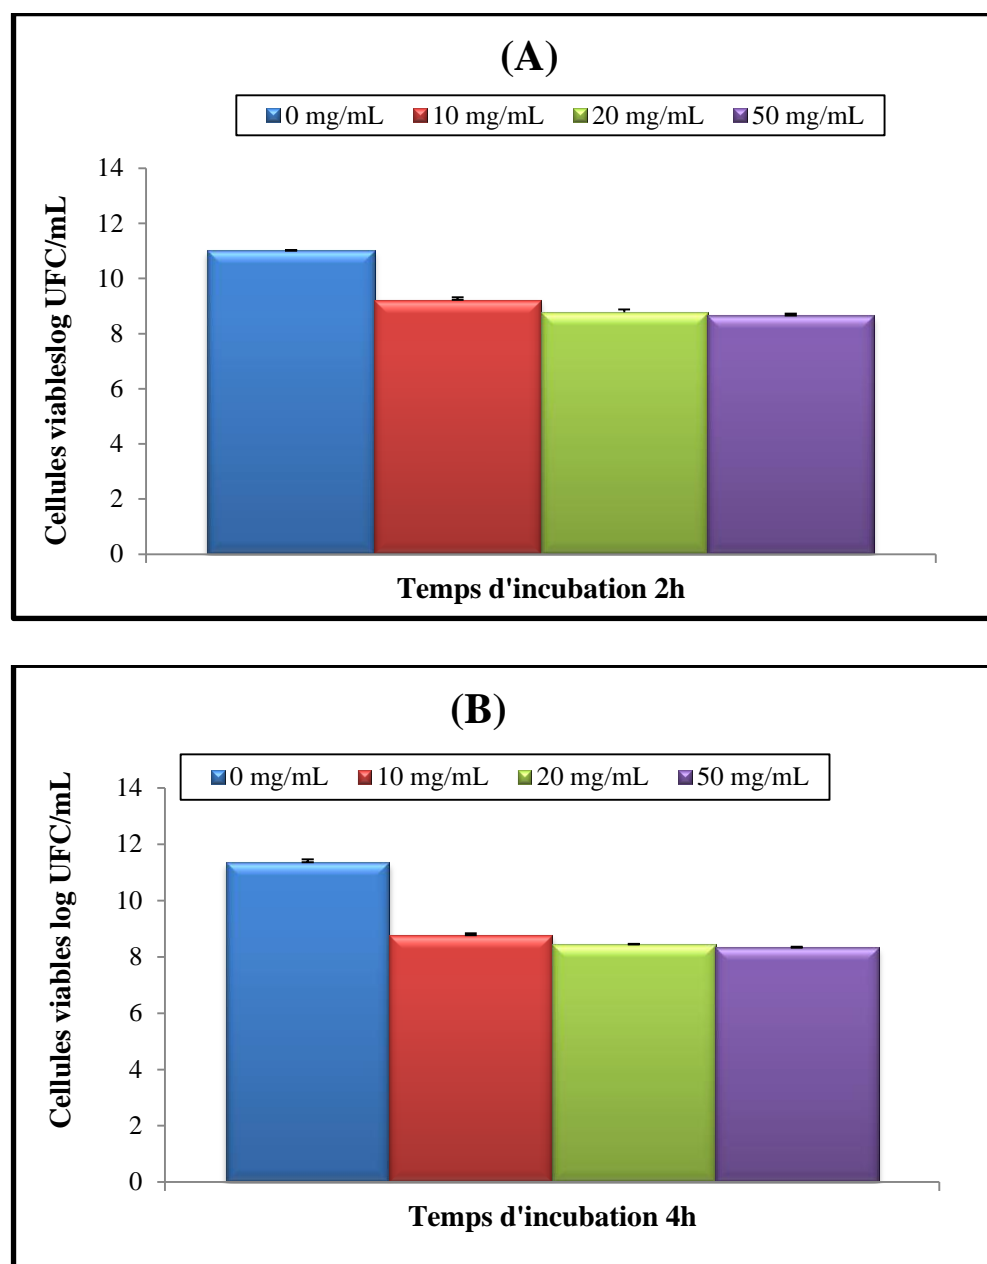 (A)
0 mg/mL 10 mg/mL 20 mg/mL 50 mg/mL
Cellules viableslog UFC/mL
14
12
10
8
6
4
2
0
Temps d'incubation 2h
(B)
0 mg/mL 10 mg/mL 20 mg/mL 50 mg/mL
Cellules viables log UFC/mL
14
12
10
8
6
4
2
0
Temps d'incubation 4h